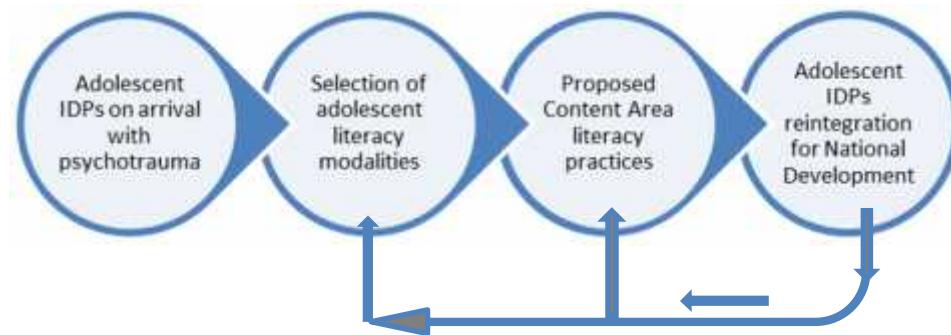 Adolescent
IDPs on arrival
with
psychotrauma
Selection of
adolescent
literacy
modalities
Proposed
Content Area
literacy
practices
Adolescent
IDPs
reintegration
for National
Development